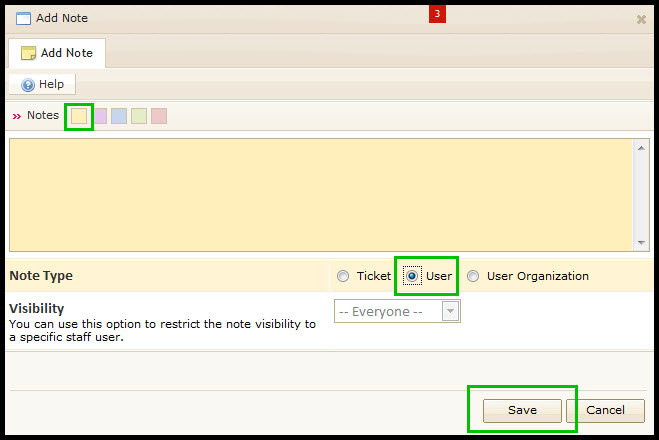 Add Note
3
Add Note
Help
» Notes
Note Type
Ticket User User Organization
Visibility
You can use this option to restrict the note visibility to
a specific staff user.
-- Everyone --
Save Cancel